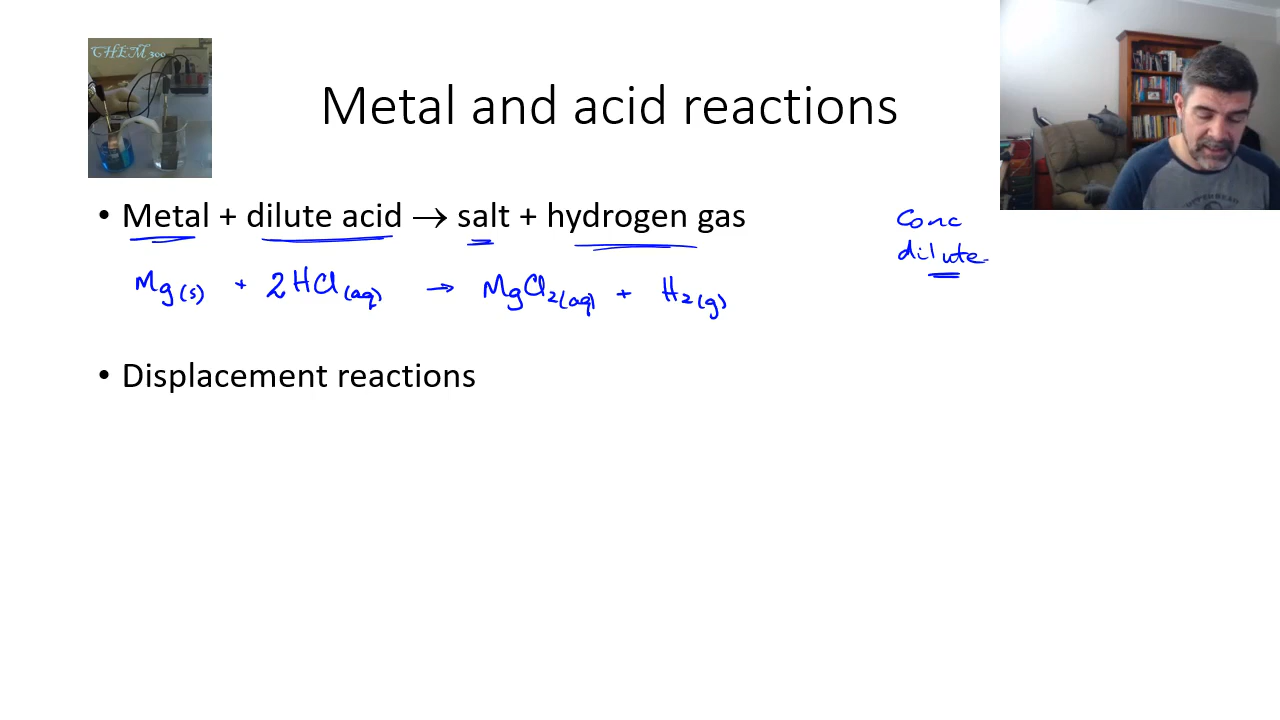 CHEM300
Metal and acid reactions
• Metal + dilute acid → salt + hydrogen gas
Conc
dilute
Mg(s) + 2HCl(aq) → MgCl2(aq) + H2(g)
• Displacement reactions